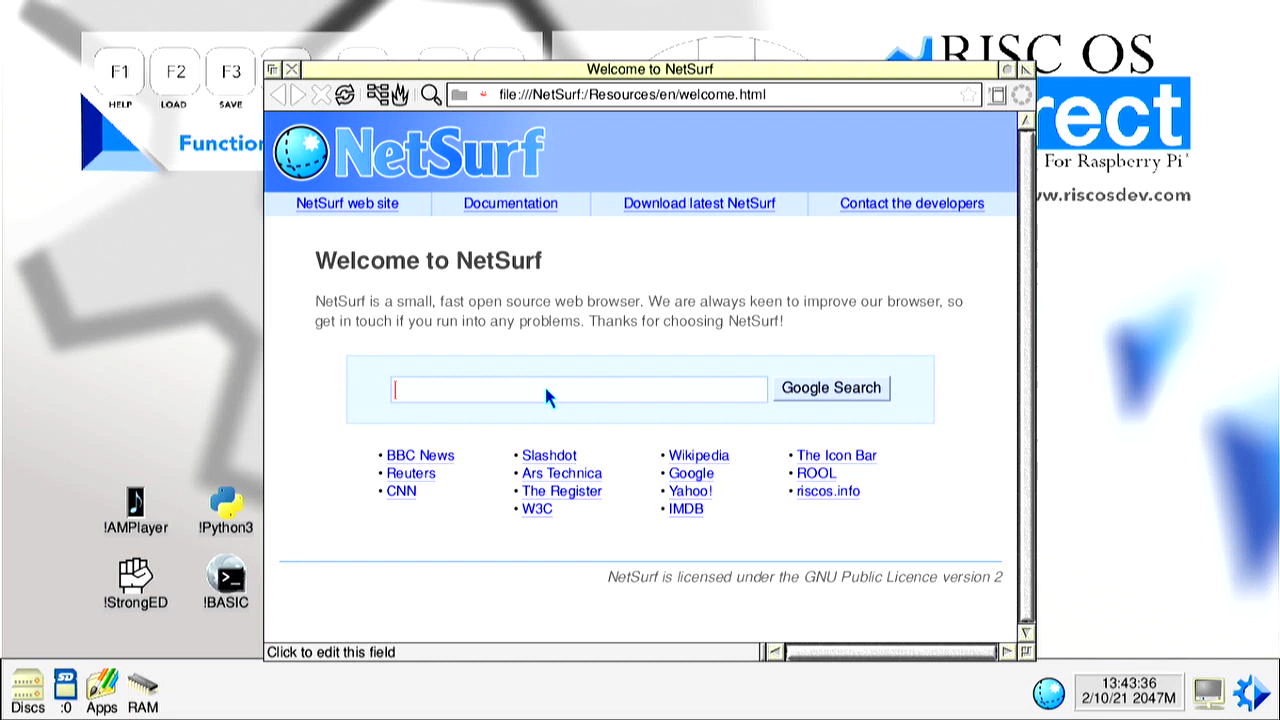 RISC OS
F1 F2 F3
HELP LOAD SAVE
Function
rect
For Raspberry Pi
w.riscosdev.com
Welcome to NetSurf
file:///NetSurf:/Resources/en/welcome.html
NetSurf
NetSurf web site Documentation Download latest NetSurf Contact the developers
Welcome to NetSurf
NetSurf is a small, fast open source web browser. We are always keen to improve our browser, so
get in touch if you run into any problems. Thanks for choosing NetSurf!
Google Search
• BBC News • Slashdot • Wikipedia • The Icon Bar
• Reuters • Ars Technica • Google • ROOL
• CNN • The Register • Yahoo! • riscos.info
• W3C • IMDB
NetSurf is licensed under the GNU Public Licence version 2
Click to edit this field
!AMPlayer !Python3
!StrongED !BASIC
SD
Discs :0 Apps RAM
13:43:36
2/10/21 2047M